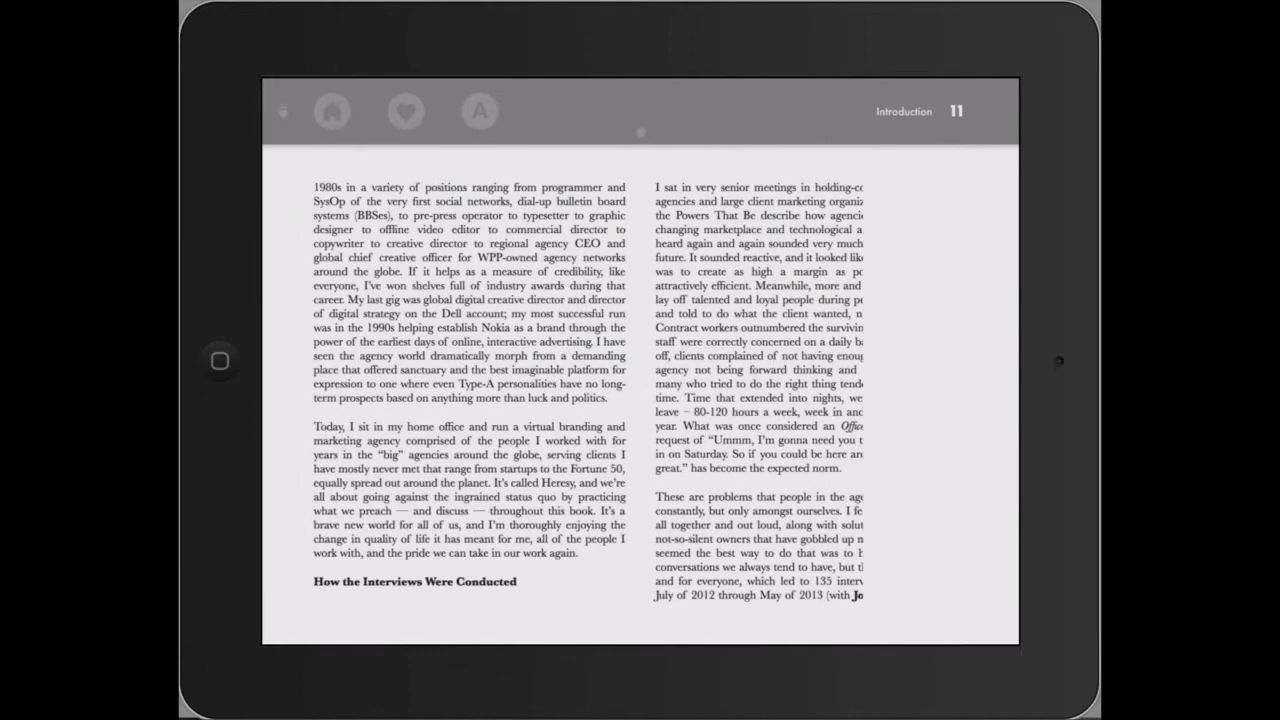 A
Introduction 11
1980s in a variety of positions ranging from programmer and
SysOp of the very first social networks, dial-up bulletin board
systems (BBSes), to pre-press operator to typesetter to graphic
designer to offline video editor to commercial director to
copywriter to creative director to regional agency CEO and
global chief creative officer for WPP-owned agency networks
around the globe. If it helps as a measure of credibility, like
everyone, I've won shelves full of industry awards during that
career. My last gig was global digital creative director and director
of digital strategy on the Dell account; my most successful run
was in the 1990s helping establish Nokia as a brand through the
power of the earliest days of online, interactive advertising. I have
seen the agency world dramatically morph from a demanding
place that offered sanctuary and the best imaginable platform for
expression to one where even Type-A personalities have no long-
term prospects based on anything more than luck and politics.
Today, I sit in my home office and run a virtual branding and
marketing agency comprised of the people I worked with for
years in the “big” agencies around the globe, serving clients I
have mostly never met that range from startups to the Fortune 50,
equally spread out around the planet. It's called Heresy, and we're
all about going against the ingrained status quo by practicing
what we preach — and discuss — throughout this book. It's a
brave new world for all of us, and I'm thoroughly enjoying the
change in quality of life it has meant for me, all of the people I
work with, and the pride we can take in our work again.
How the Interviews Were Conducted
I sat in very senior meetings in holding-co
agencies and large client marketing organiz
the Powers That Be describe how agencie
changing marketplace and technological a
heard again and again sounded very much
future. It sounded reactive, and it looked like
was to create as high a margin as po
attractively efficient. Meanwhile, more and
lay off talented and loyal people during pe
and told to do what the client wanted, n
Contract workers outnumbered the survivin
staff were correctly concerned on a daily ba
off, clients complained of not having enoug
agency not being forward thinking and
many who tried to do the right thing tende
time. Time that extended into nights, we
leave – 80-120 hours a week, week in and
year. What was once considered an Office
request of “Ummm, I'm gonna need you t
in on Saturday. So if you could be here aro
great.” has become the expected norm.
These are problems that people in the age
constantly, but only amongst ourselves. I fe
all together and out loud, along with solut
not-so-silent owners that have gobbled up m
seemed the best way to do that was to h
conversations we always tend to have, but tl
and for everyone, which led to 135 interv
July of 2012 through May of 2013 (with Jo